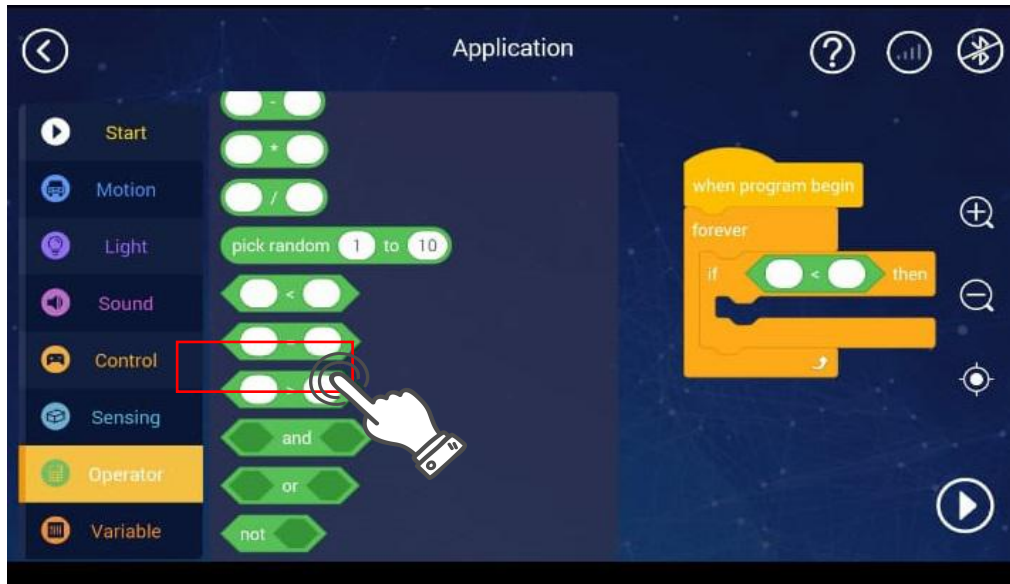 Application
Start
Motion
Light
Sound
Control
Sensing
Operator
Variable
-
*
/
pick random 1 to 10
<
=
>
and
or
not
when program begin
forever
if < then